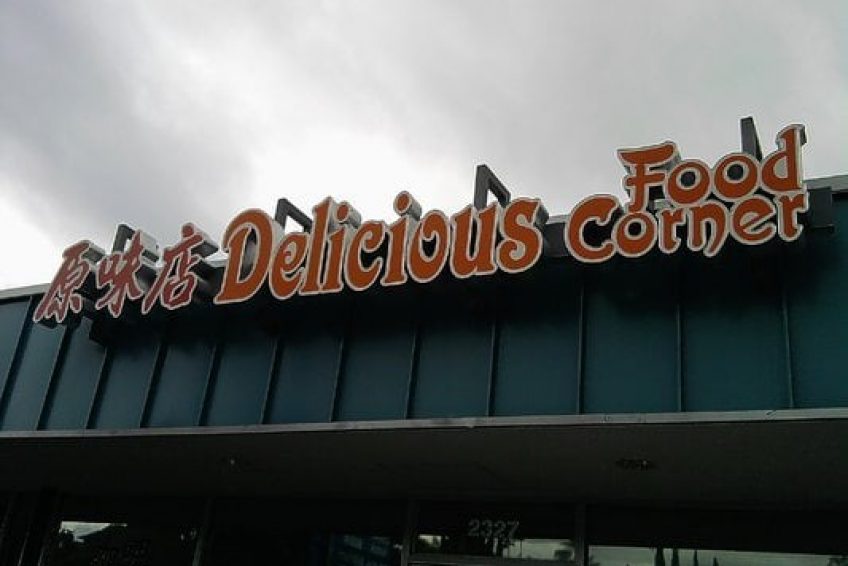 原味店 Delicious Food Corner
2327